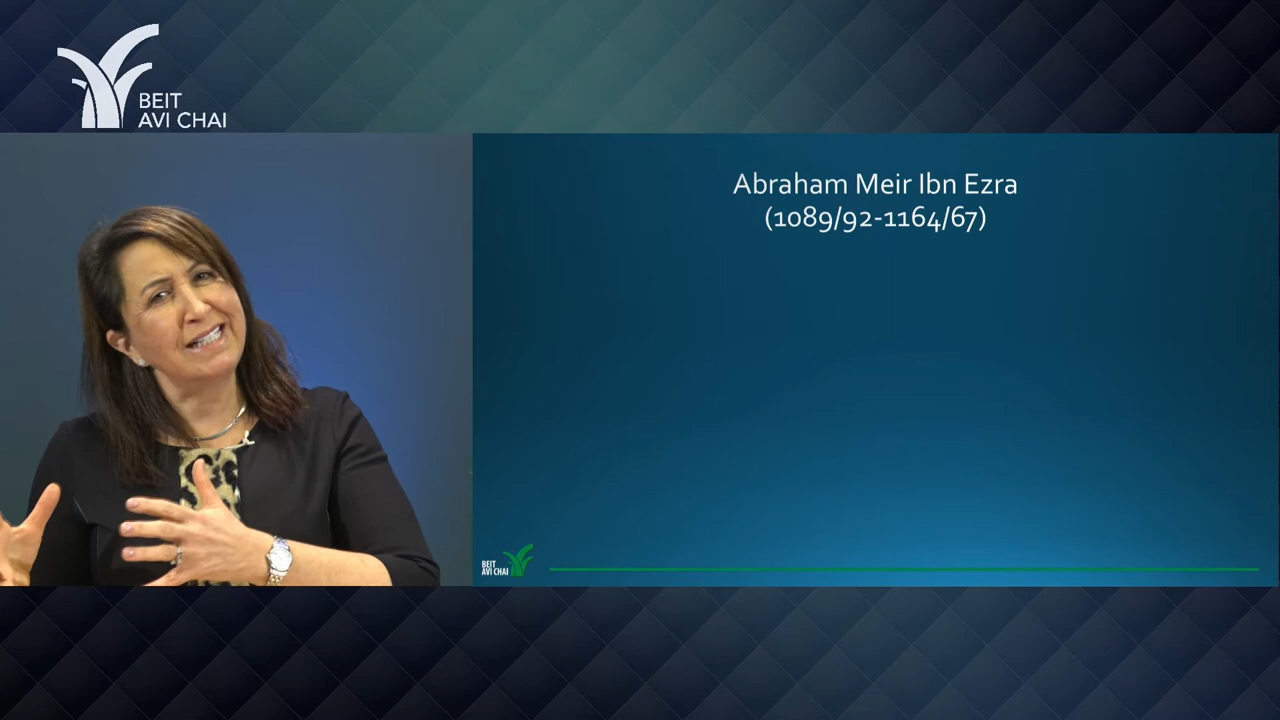 BEIT
AVI CHAI
Abraham Meir Ibn Ezra
(1089/92-1164/67)
BEIT
AVI CHAI